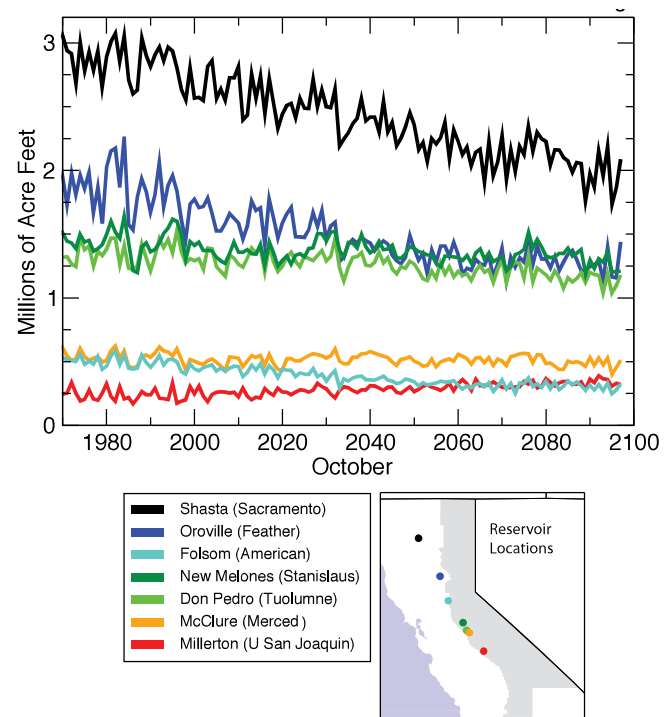 3
2
1
0
Millions of Acre Feet
1980 2000 2020 2040 2060 2080 2100
October
Shasta (Sacramento)
Oroville (Feather)
Folsom (American)
New Melones (Stanislaus)
Don Pedro (Tuolumne)
McClure (Merced)
Millerton (U San Joaquin)
Reservoir
Locations